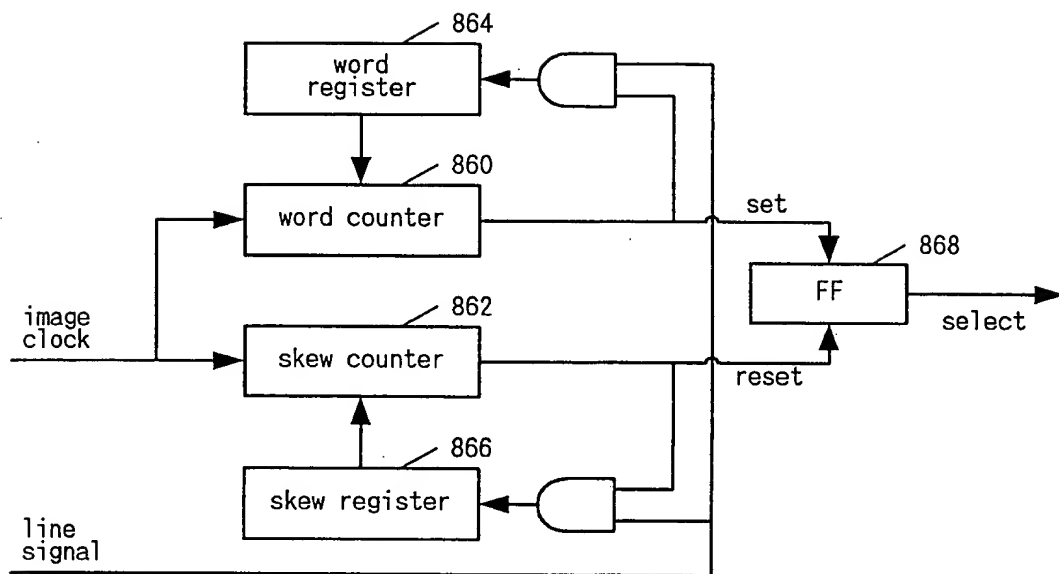 864
word
register
860
word counter
set
868
FF
select
image
clock
862
skew counter
reset
866
skew register
line
signal